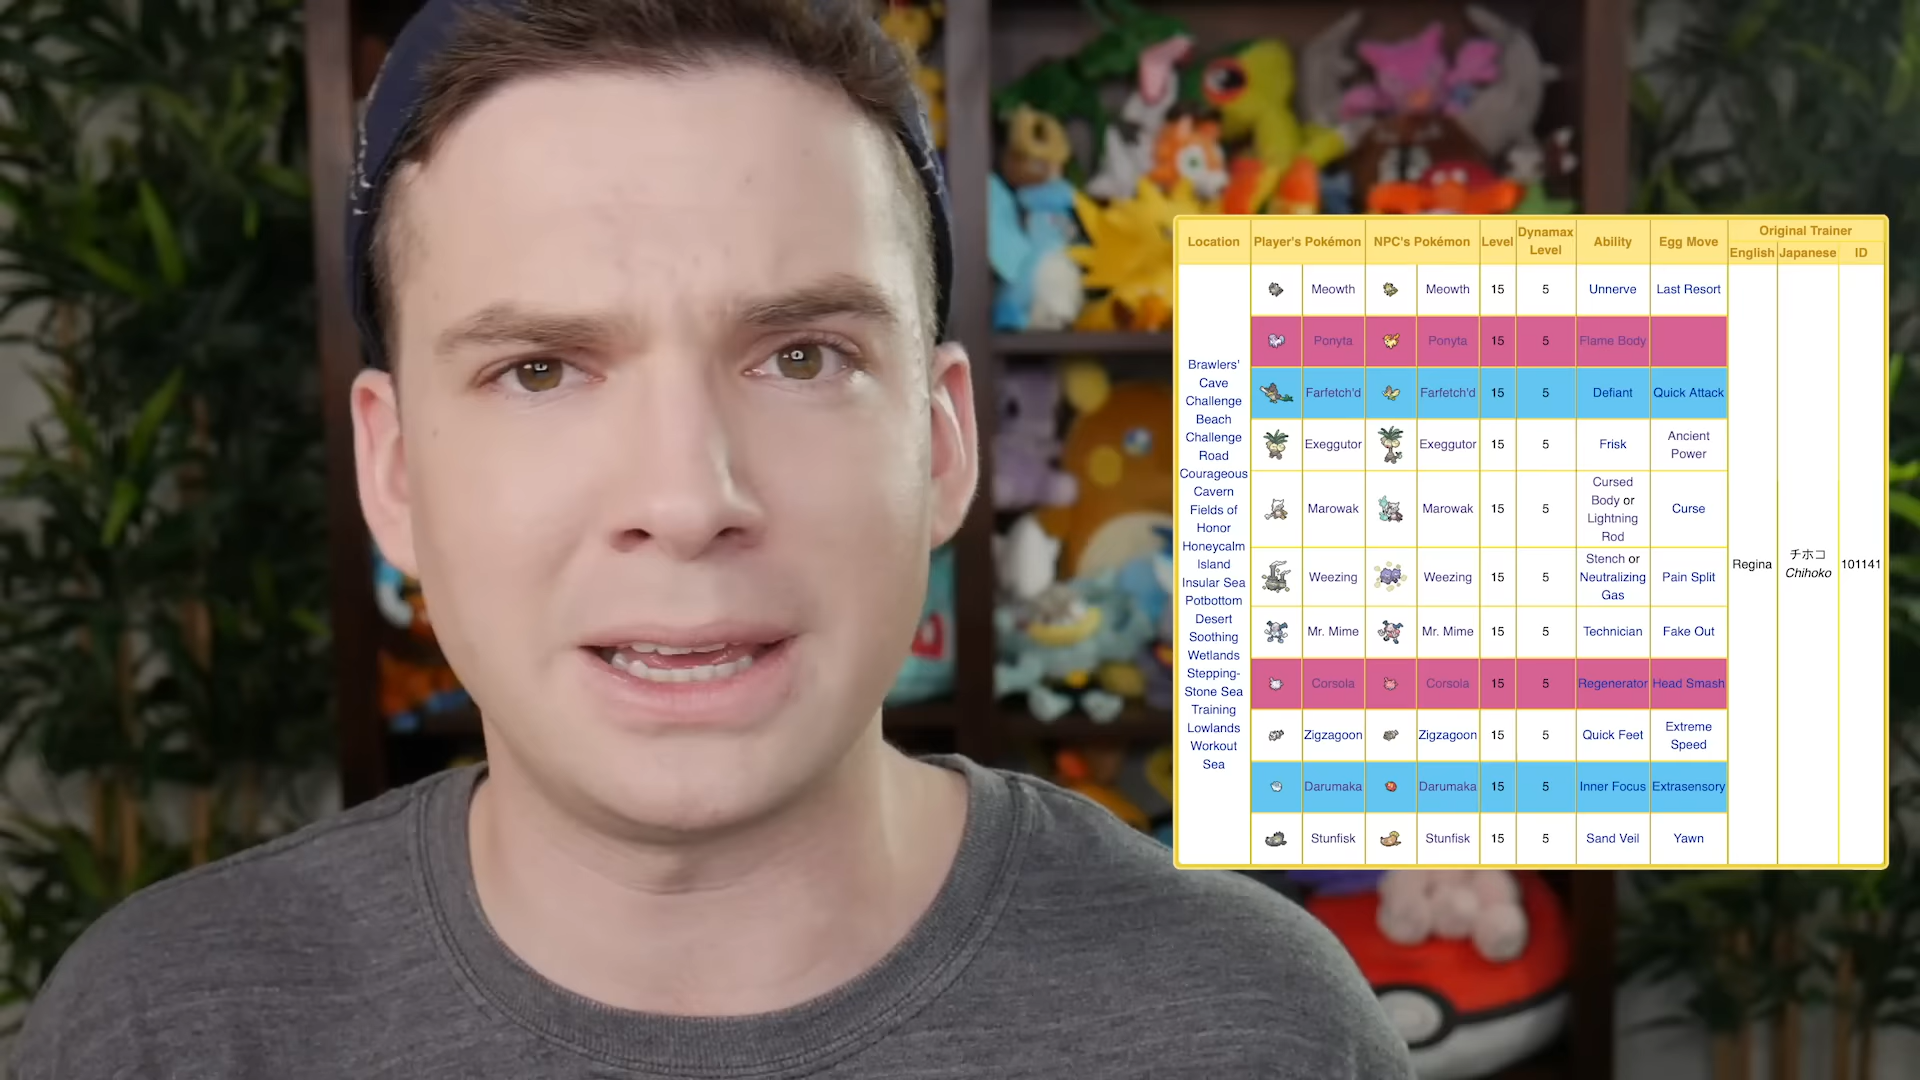 Location Player's Pokémon NPC's Pokémon Level Dynamax Level Ability Egg Move Original Trainer
English Japanese ID
Brawlers'
Cave
Challenge
Beach
Challenge
Road
Courageous
Cavern
Fields of
Honor
Honeycalm
Island
Insular Sea
Potbottom
Desert
Soothing
Wetlands
Stepping-
Stone Sea
Training
Lowlands
Workout
Sea
Meowth Meowth 15 5 Unnerve Last Resort
Ponyta Ponyta 15 5 Flame Body
Farfetch'd Farfetch'd 15 5 Defiant Quick Attack
Exeggutor Exeggutor 15 5 Frisk Ancient Power
Marowak Marowak 15 5 Cursed Body or Lightning Rod Curse
Weezing Weezing 15 5 Stench or Neutralizing Gas Pain Split
Mr. Mime Mr. Mime 15 5 Technician Fake Out
Corsola Corsola 15 5 Regenerator Head Smash
Zigzagoon Zigzagoon 15 5 Quick Feet Extreme Speed
Darumaka Darumaka 15 5 Inner Focus Extrasensory
Stunfisk Stunfisk 15 5 Sand Veil Yawn
Regina チホコ Chihoko 101141